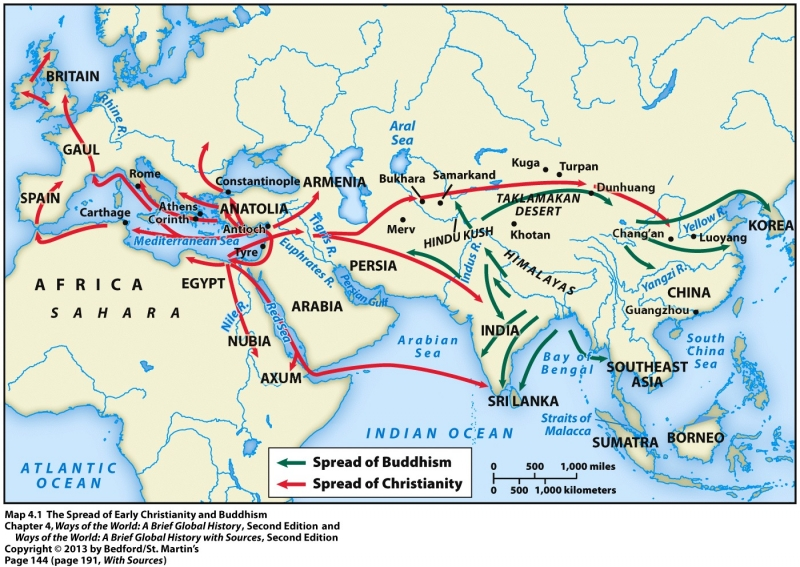 BRITAIN
Rhine R.
GAUL
Aral
Sea
Rome
Kuga
Turpan
SPAIN
Constantinople
ARMENIA
Bukhara
Samarkand
Dunhuang
Athens
ANATOLIA
TAKLAMAKAN
DESERT
Carthage
Corinth
Antioch
Merv
HINDU KUSH
Khotan
Chang'an
Yellow R.
KOREA
Mediterranean Sea
Tigris R.
Luoyang
Tyre
Euphrates R.
PERSIA
Indus R.
HIMALAYAS
Yangzi R.
AFRICA
EGYPT
Persian Gulf
CHINA
SAHARA
Nile R.
Red Sea
ARABIA
Guangzhou
NUBIA
Arabian
Sea
INDIA
Bay of
Bengal
South
China
Sea
AXUM
SOUTHEAST
ASIA
SRI LANKA
Straits of
Malacca
INDIAN OCEAN
SUMATRA
BORNEO
ATLANTIC
OCEAN
Spread of Buddhism
Spread of Christianity
0 500 1,000 miles
0 500 1,000 kilometers
Map 4.1 The Spread of Early Christianity and Buddhism
Chapter 4, Ways of the World: A Brief Global History, Second Edition and
Ways of the World: A Brief Global History with Sources, Second Edition
Copyright © 2013 by Bedford/St. Martin's
Page 144 (page 191, With Sources)